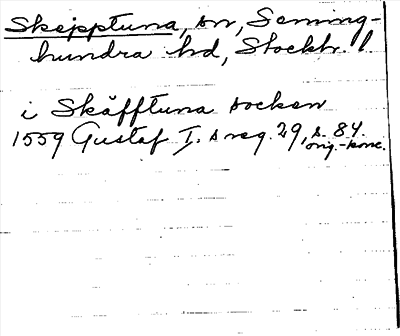 Skepptuna, sn, Seming-
hundra hd, Stockh. l
i Skäfftuna socken
1559 Gustaf I. s reg. 29, s. 84.
orig.-konc.